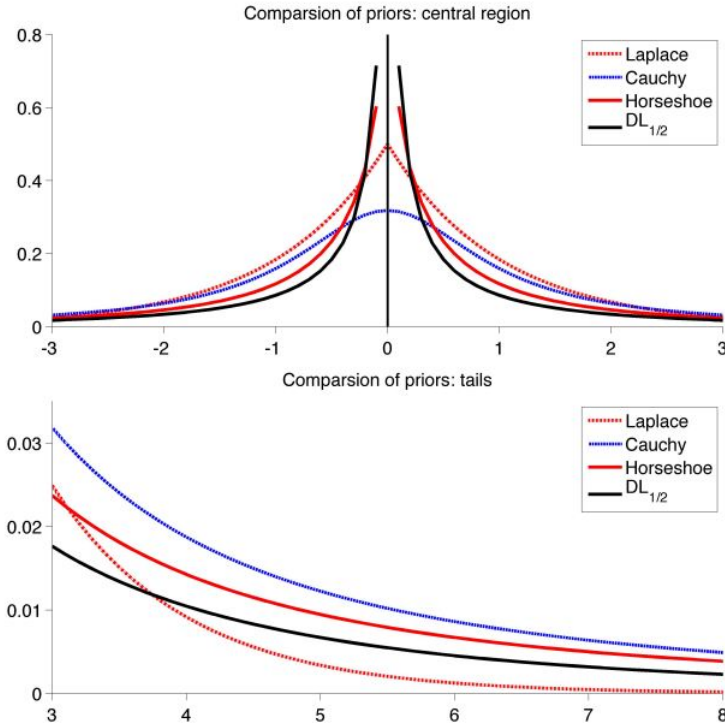 Comparsion of priors: central region
0.8
0.6
0.4
0.2
0
-3 -2 -1 0 1 2 3
Laplace
Cauchy
Horseshoe
DL1/2
Comparsion of priors: tails
0.03
0.02
0.01
0
3 4 5 6 7 8
Laplace
Cauchy
Horseshoe
DL1/2